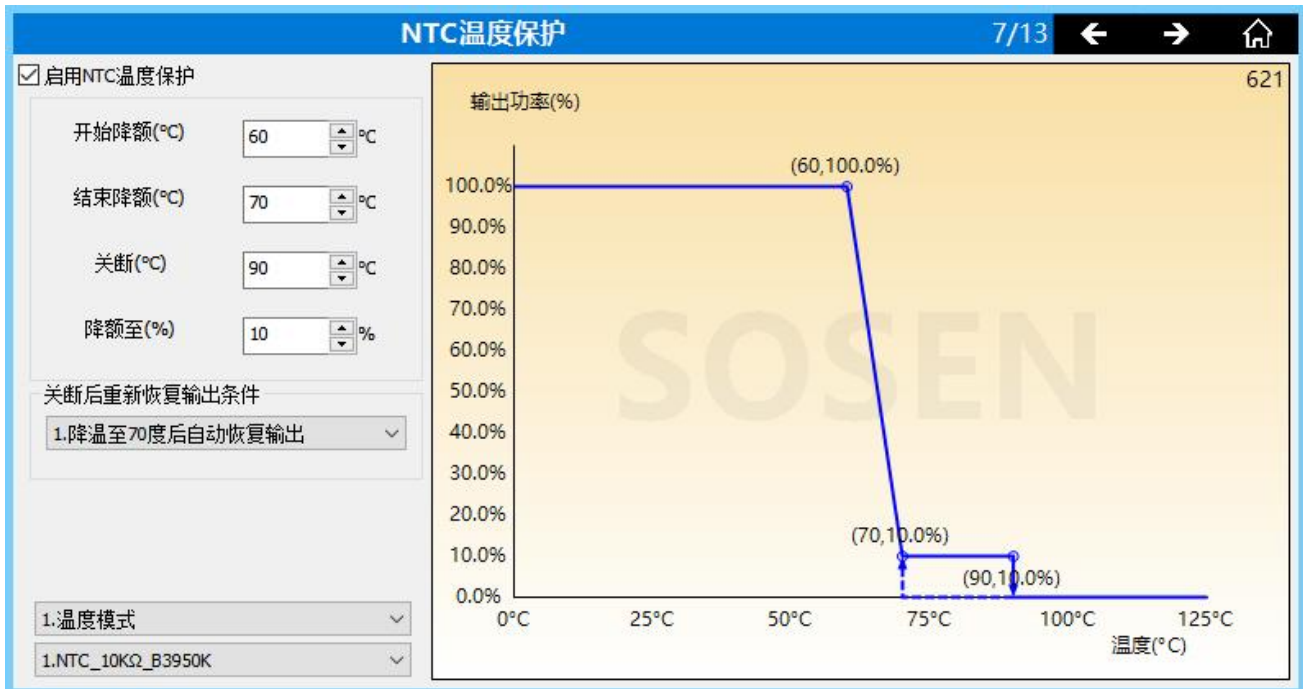 NTC温度保护
7/13
启用NTC温度保护
开始降额(℃) 60 ℃
结束降额(℃) 70 ℃
关断(℃) 90 ℃
降额至(%) 10 %
关断后重新恢复输出条件
1.降温至70度后自动恢复输出
1.温度模式
1.NTC_10KΩ_B3950K
621
输出功率(%)
(60,100.0%)
100.0%
90.0%
80.0%
70.0%
60.0%
50.0%
40.0%
30.0%
20.0%
(70,10.0%)
10.0%
(90,10.0%)
0.0%
0°C 25°C 50°C 75°C 100°C 125°C
温度(°C)
SOSEN